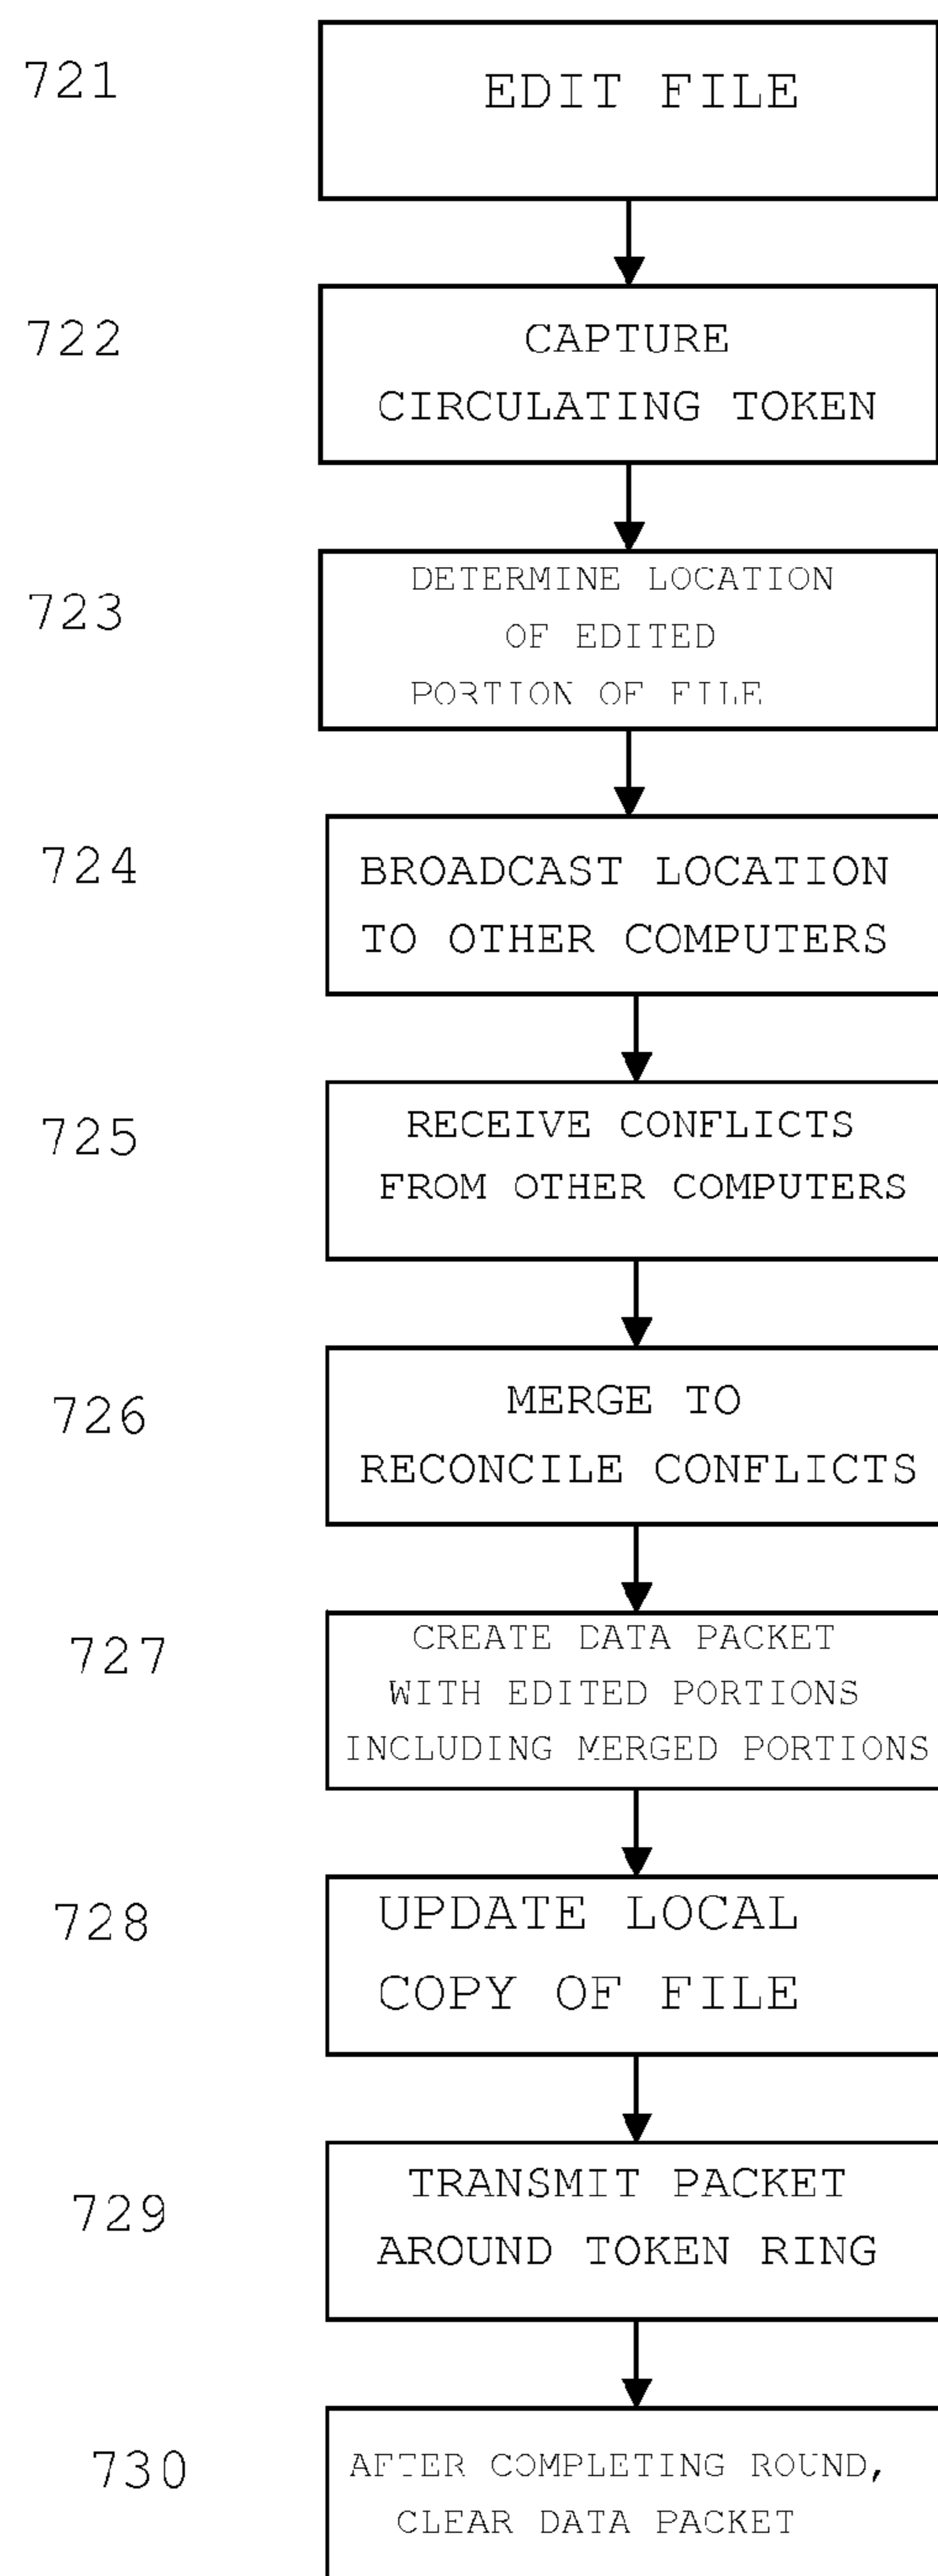 721
EDIT FILE
722
CAPTURE
CIRCULATING TOKEN
723
DETERMINE LOCATION
OF EDITED
PORTION OF FILE
724
BROADCAST LOCATION
TO OTHER COMPUTERS
725
RECEIVE CONFLICTS
FROM OTHER COMPUTERS
726
MERGE TO
RECONCILE CONFLICTS
727
CREATE DATA PACKET
WITH EDITED PORTIONS
INCLUDING MERGED PORTIONS
728
UPDATE LOCAL
COPY OF FILE
729
TRANSMIT PACKET
AROUND TOKEN RING
730
AFTER COMPLETING ROUND,
CLEAR DATA PACKET